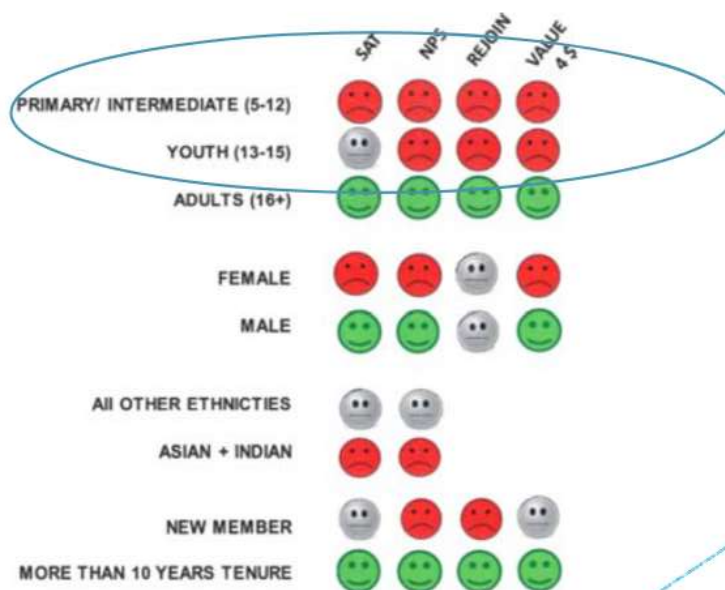 SAT NPS REJOIN VALUE 4 $
PRIMARY/ INTERMEDIATE (5-12)
YOUTH (13-15)
ADULTS (16+)
FEMALE
MALE
All OTHER ETHNICTIES
ASIAN + INDIAN
NEW MEMBER
MORE THAN 10 YEARS TENURE